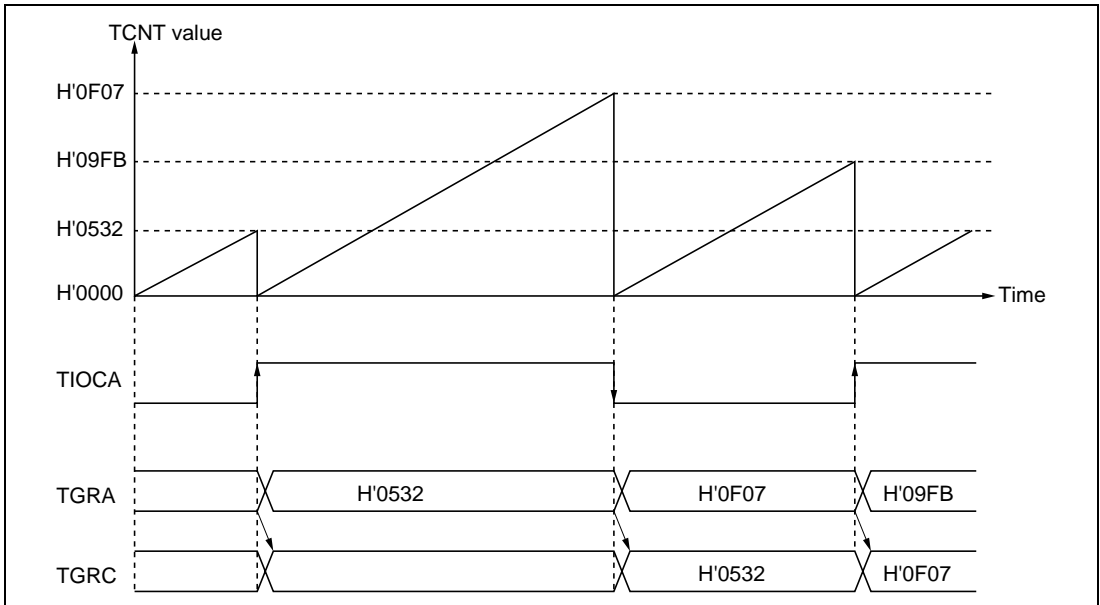 TCNT value
H'0F07
H'09FB
H'0532
H'0000
Time
TIOCA
TGRA
H'0532
H'0F07
H'09FB
TGRC
H'0532
H'0F07